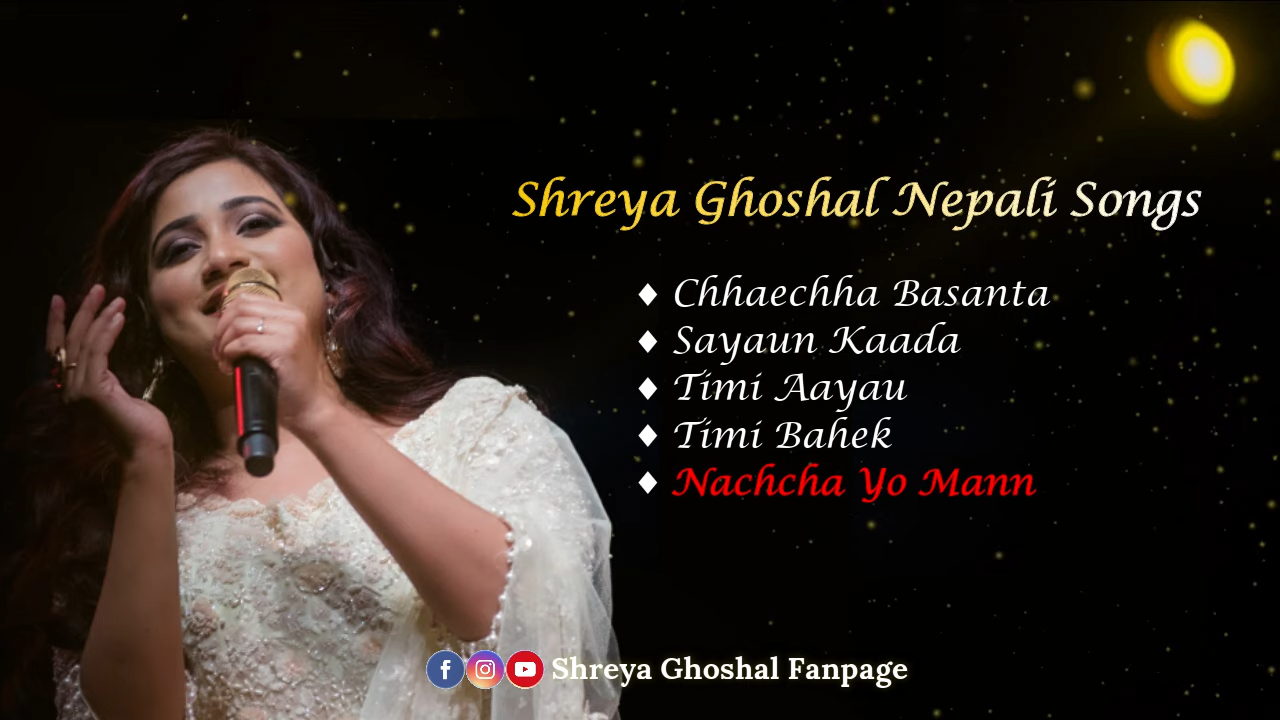 Shreya Ghoshal Nepali Songs
♦ Chhaechha Basanta
♦ Sayaun Kaada
♦ Timi Aayau
♦ Timi Bahek
♦ Nachcha Yo Mann
Shreya Ghoshal Fanpage